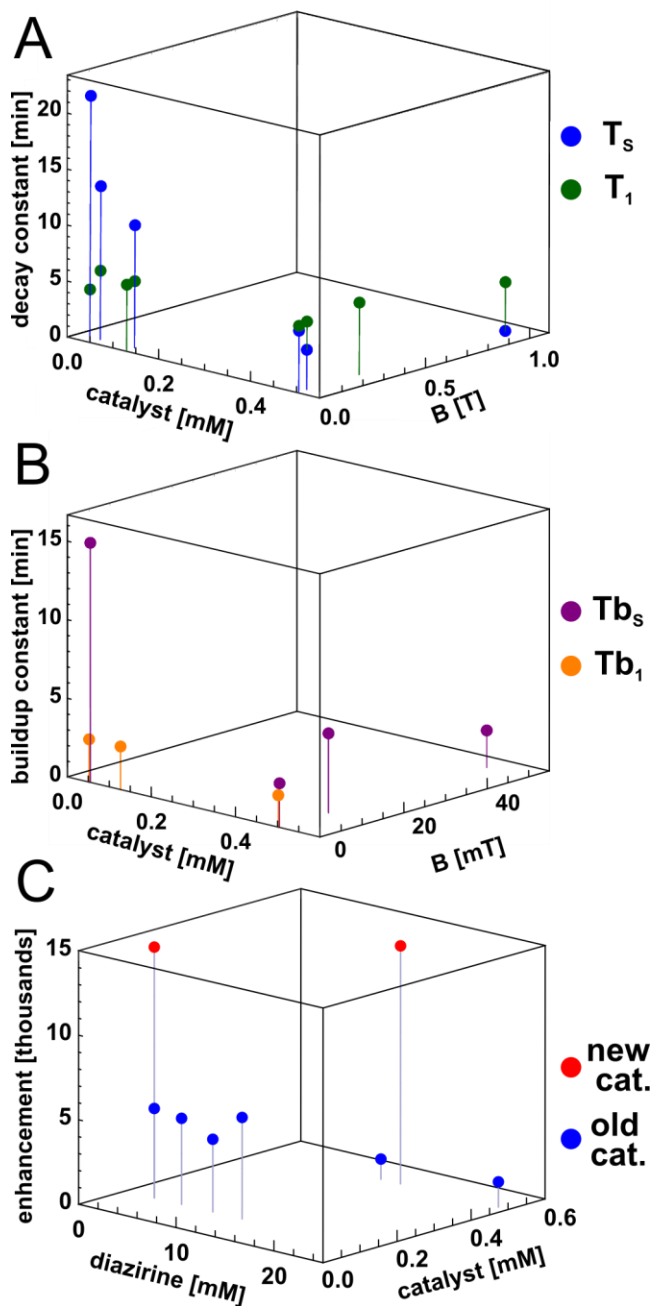 A
decay constant [min]
20
15
10
5
0
0.0
0.2
0.4
catalyst [mM]
0.0
0.5
1.0
B [T]
Ts
T1
B
buildup constant [min]
15
10
5
0
0.0
0.2
0.4
catalyst [mM]
0
20
40
B [mT]
Tbs
Tb1
C
enhancement [thousands]
15
10
5
0
0
10
20
diazirine [mM]
0.0
0.2
0.4
0.6
catalyst [mM]
new
cat.
old
cat.